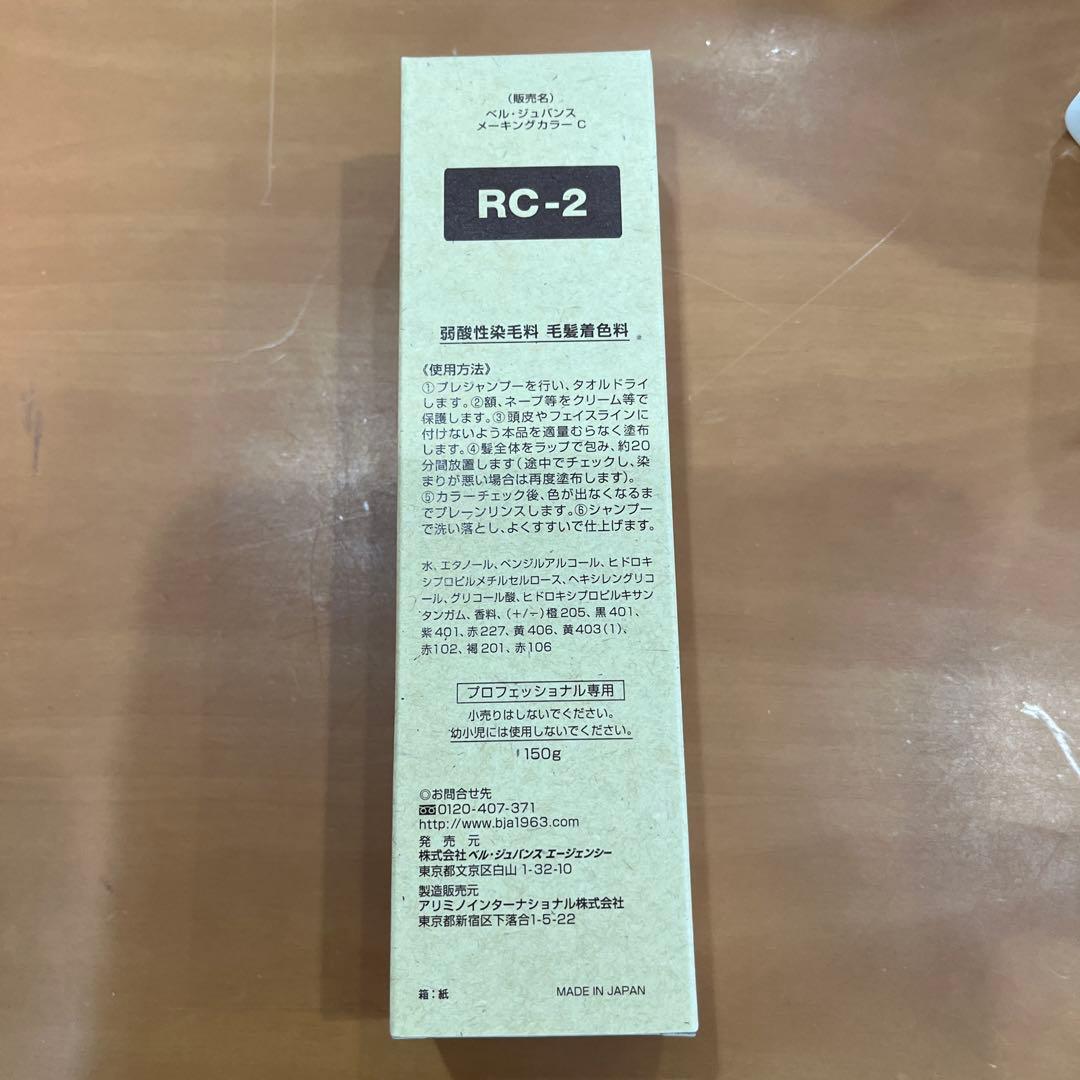 （販売名）
ベル・ジュバンス
メーキングカラー C
RC-2
弱酸性染毛料 毛髪着色料
《使用方法》
①プレシャンプーを行い、タオルドライ
します。②額、ネープ等をクリーム等で
保護します。③頭皮やフェイスラインに
付けないよう本品を適量むらなく塗布
します。④髪全体をラップで包み、約20
分間放置します（途中でチェックし、染
まりが悪い場合は再度塗布します）。
⑤カラーチェック後、色が出なくなるま
でプレーンリンスします。⑥シャンプー
で洗い落とし、よくすすいで仕上げます。
水、エタノール、ベンジルアルコール、ヒドロキ
シプロピルメチルセルロース、ヘキシレングリコ
ール、グリコール酸、ヒドロキシプロピルキサン
タンガム、香料、（+/−）橙205、黒401、
紫401、赤227、黄406、黄403（1）、
赤102、褐201、赤106
プロフェッショナル専用
小売りはしないでください。
幼小児には使用しないでください。
150g
◎お問合せ先
0120-407-371
http://www.bja1963.com
発 売 元
株式会社ベル・ジュバンス エージェンシー
東京都文京区白山 1-32-10
製造販売元
アリミノインターナショナル株式会社
東京都新宿区下落合1-5-22
箱：紙
MADE IN JAPAN